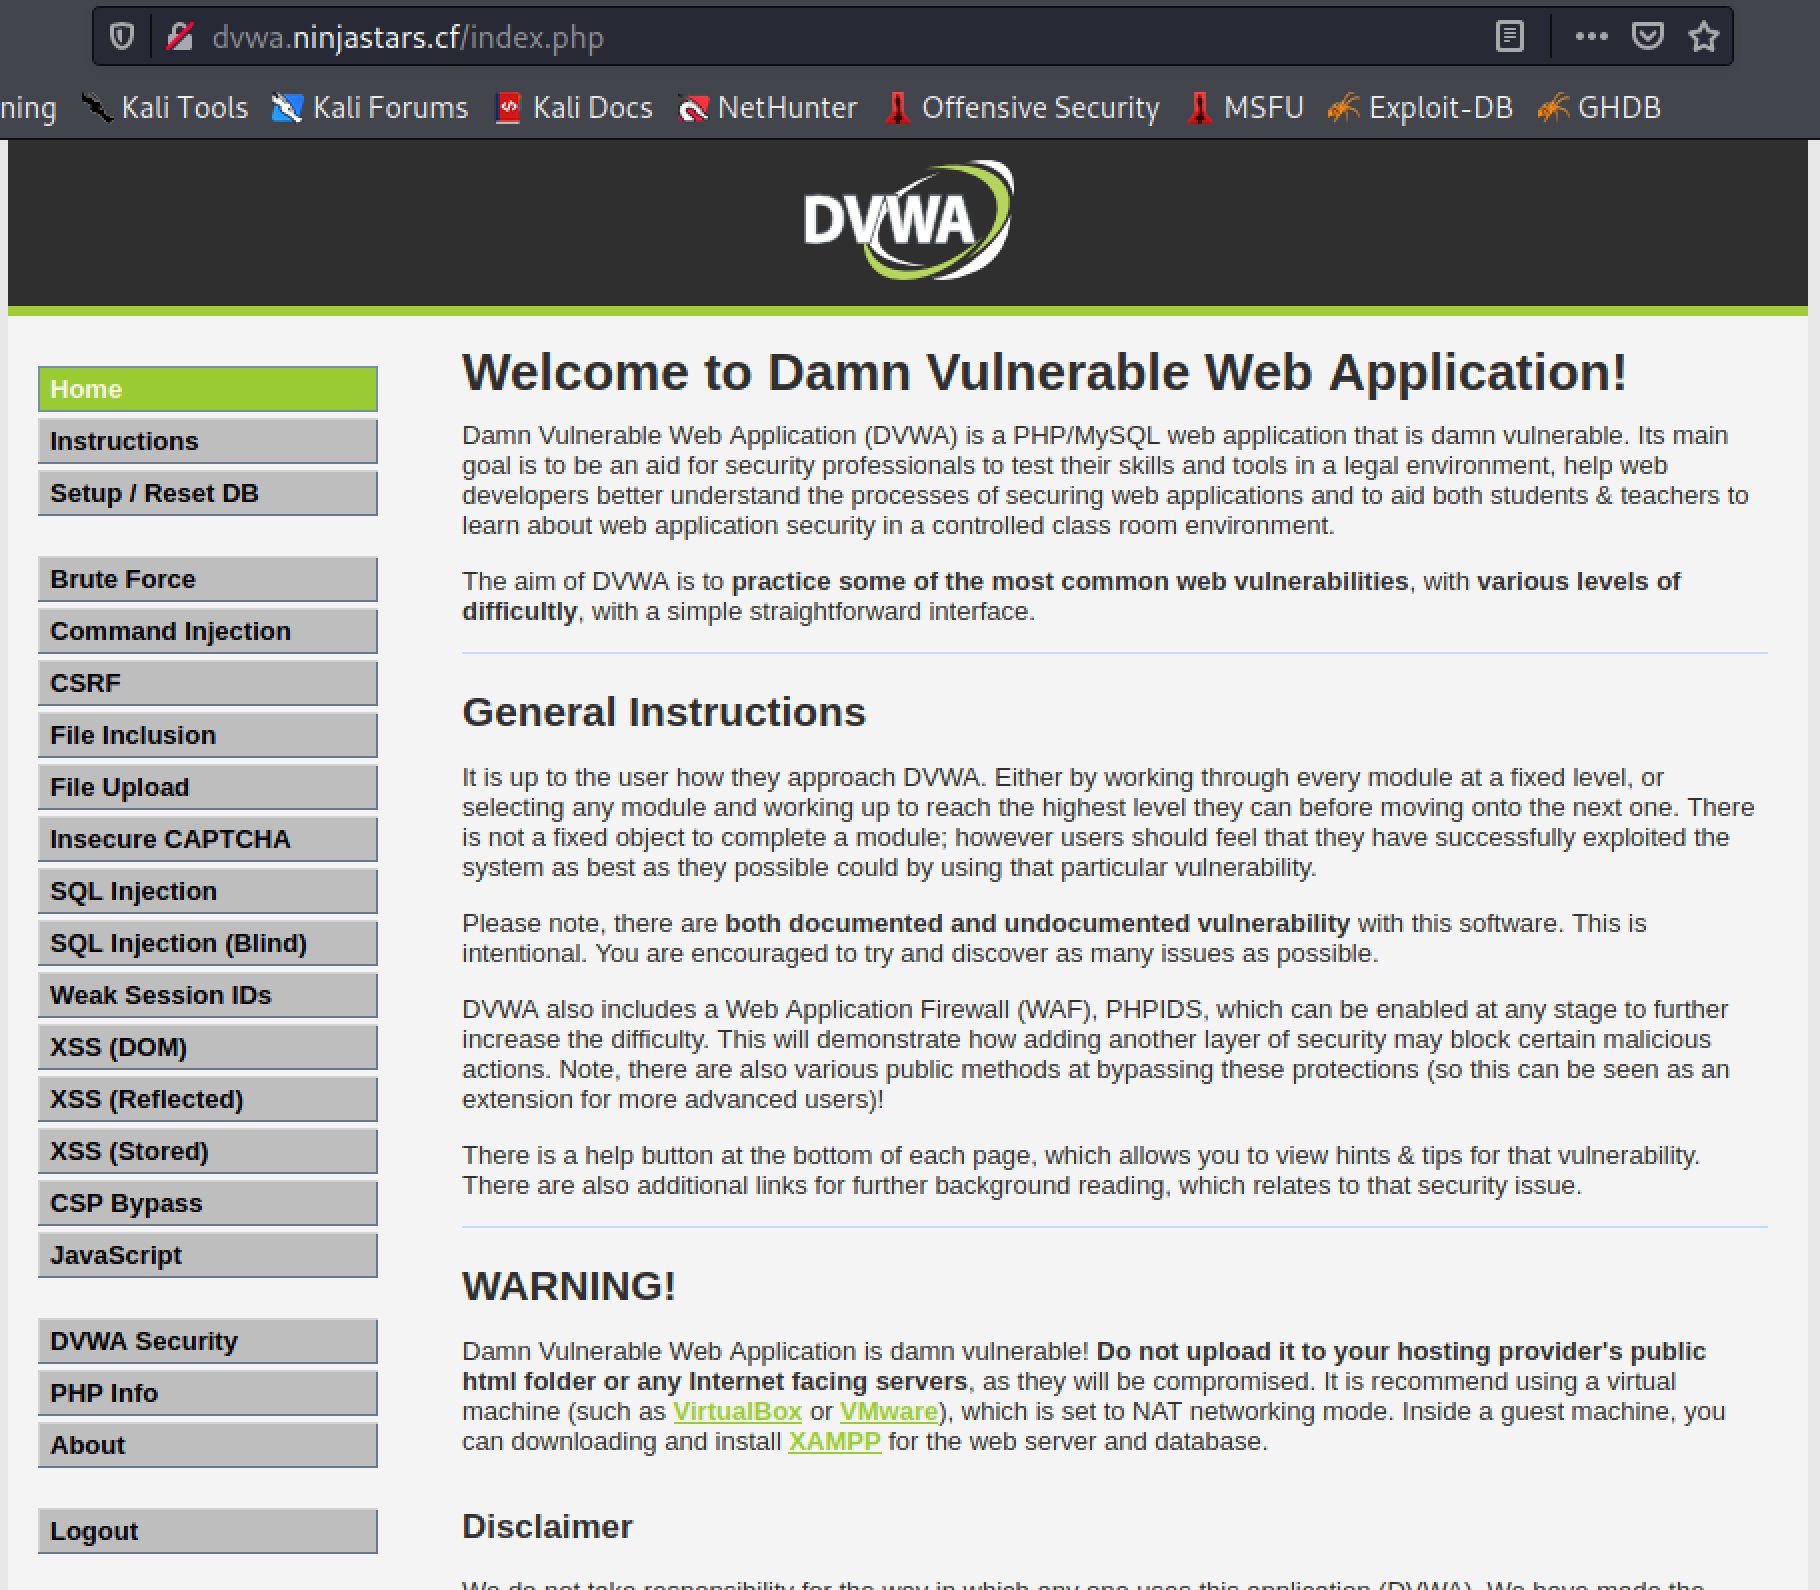 dvwa.ninjastars.cf/index.php
ning Kali Tools Kali Forums Kali Docs NetHunter Offensive Security MSFU Exploit-DB GHDB
DVWA
Home
Instructions
Setup / Reset DB
Brute Force
Command Injection
CSRF
File Inclusion
File Upload
Insecure CAPTCHA
SQL Injection
SQL Injection (Blind)
Weak Session IDs
XSS (DOM)
XSS (Reflected)
XSS (Stored)
CSP Bypass
JavaScript
DVWA Security
PHP Info
About
Logout
Welcome to Damn Vulnerable Web Application!
Damn Vulnerable Web Application (DVWA) is a PHP/MySQL web application that is damn vulnerable. Its main
goal is to be an aid for security professionals to test their skills and tools in a legal environment, help web
developers better understand the processes of securing web applications and to aid both students & teachers to
learn about web application security in a controlled class room environment.
The aim of DVWA is to practice some of the most common web vulnerabilities, with various levels of
difficultly, with a simple straightforward interface.
General Instructions
It is up to the user how they approach DVWA. Either by working through every module at a fixed level, or
selecting any module and working up to reach the highest level they can before moving onto the next one. There
is not a fixed object to complete a module; however users should feel that they have successfully exploited the
system as best as they possible could by using that particular vulnerability.
Please note, there are both documented and undocumented vulnerability with this software. This is
intentional. You are encouraged to try and discover as many issues as possible.
DVWA also includes a Web Application Firewall (WAF), PHPIDS, which can be enabled at any stage to further
increase the difficulty. This will demonstrate how adding another layer of security may block certain malicious
actions. Note, there are also various public methods at bypassing these protections (so this can be seen as an
extension for more advanced users)!
There is a help button at the bottom of each page, which allows you to view hints & tips for that vulnerability.
There are also additional links for further background reading, which relates to that security issue.
WARNING!
Damn Vulnerable Web Application is damn vulnerable! Do not upload it to your hosting provider's public
html folder or any Internet facing servers, as they will be compromised. It is recommend using a virtual
machine (such as VirtualBox or VMware), which is set to NAT networking mode. Inside a guest machine, you
can downloading and install XAMPP for the web server and database.
Disclaimer
We do not take responsibility for the way in which any one uses this application (DVWA). We have made the